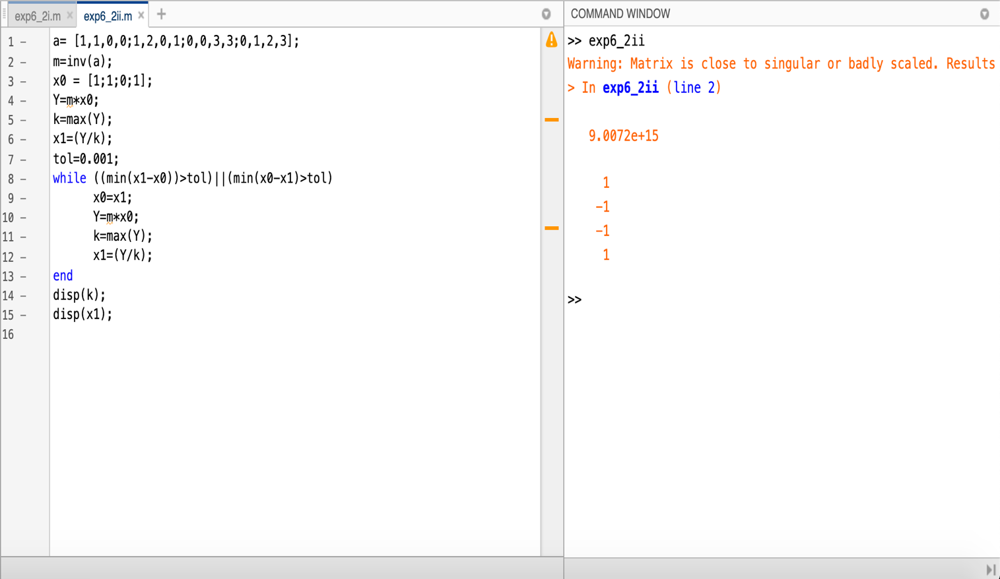 exp6_2i.m × exp6_2ii.m × +
1 – a= [1,1,0,0;1,2,0,1;0,0,3,3;0,1,2,3];
2 – m=inv(a);
3 – x0 = [1;1;0;1];
4 – Y=m*x0;
5 – k=max(Y);
6 – x1=(Y/k);
7 – tol=0.001;
8 – while ((min(x1-x0))>tol)||(min(x0-x1)>tol)
9 – x0=x1;
10 – Y=m*x0;
11 – k=max(Y);
12 – x1=(Y/k);
13 – end
14 – disp(k);
15 – disp(x1);
16
COMMAND WINDOW
>> exp6_2ii
Warning: Matrix is close to singular or badly scaled. Results
> In exp6_2ii (line 2)
9.0072e+15
1
-1
-1
1
>>